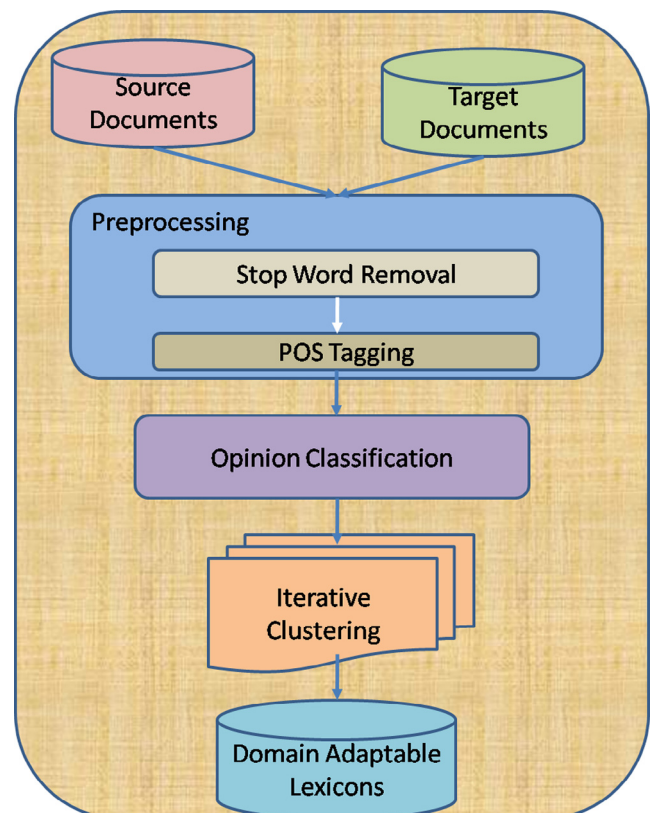 Source
Documents
Target
Documents
Preprocessing
Stop Word Removal
POS Tagging
Opinion Classification
Iterative
Clustering
Domain Adaptable
Lexicons